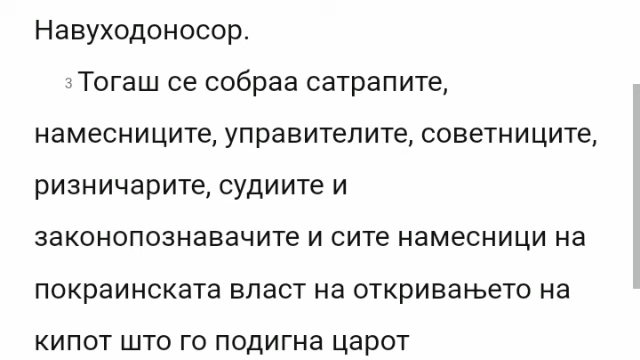 Навуходоносор.
3 Тогаш се собраа сатрапите,
намесниците, управителите, советниците,
ризничарите, судиите и
законопознавачите и сите намесници на
покраинската власт на откривањето на
кипот што го подигна царот